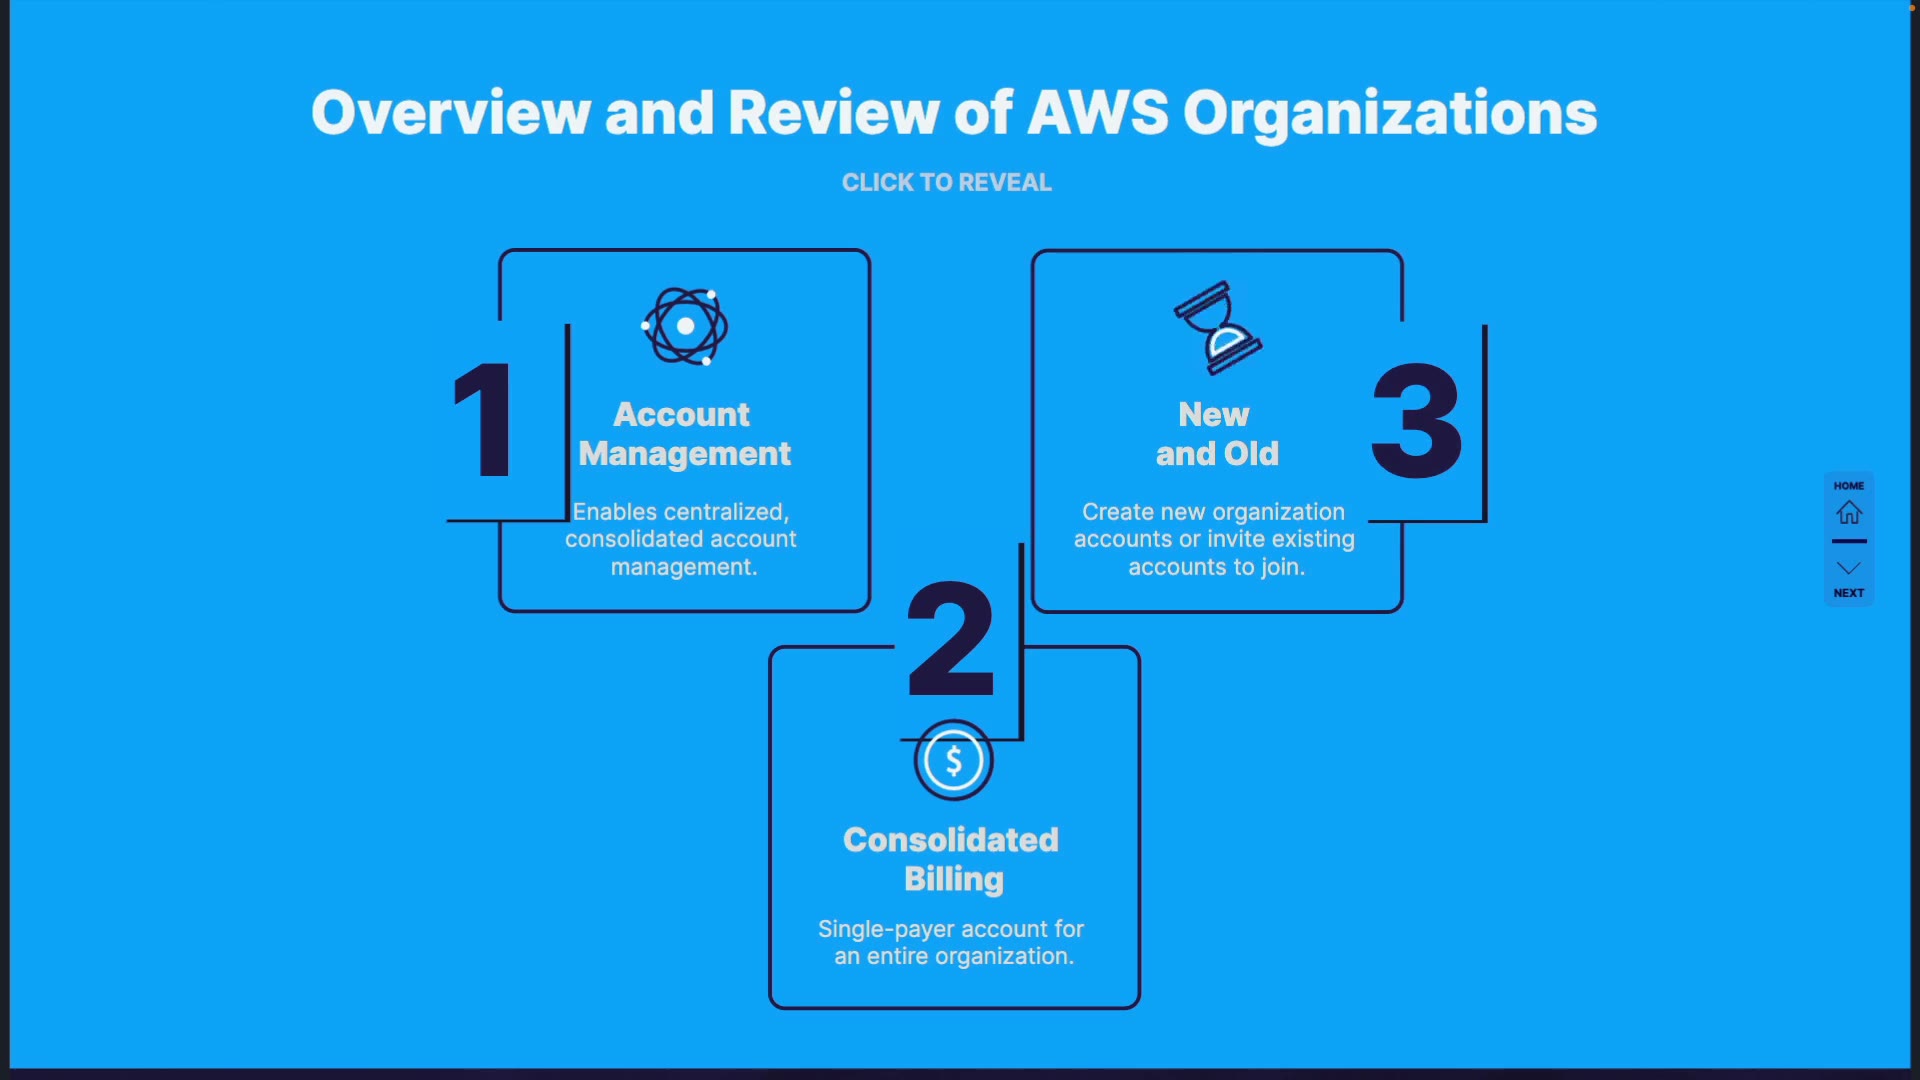 Overview and Review of AWS Organizations
CLICK TO REVEAL
1
Account
Management
Enables centralized,
consolidated account
management.
2
$
Consolidated
Billing
Single-payer account for
an entire organization.
3
New
and Old
Create new organization
accounts or invite existing
accounts to join.
HOME
NEXT